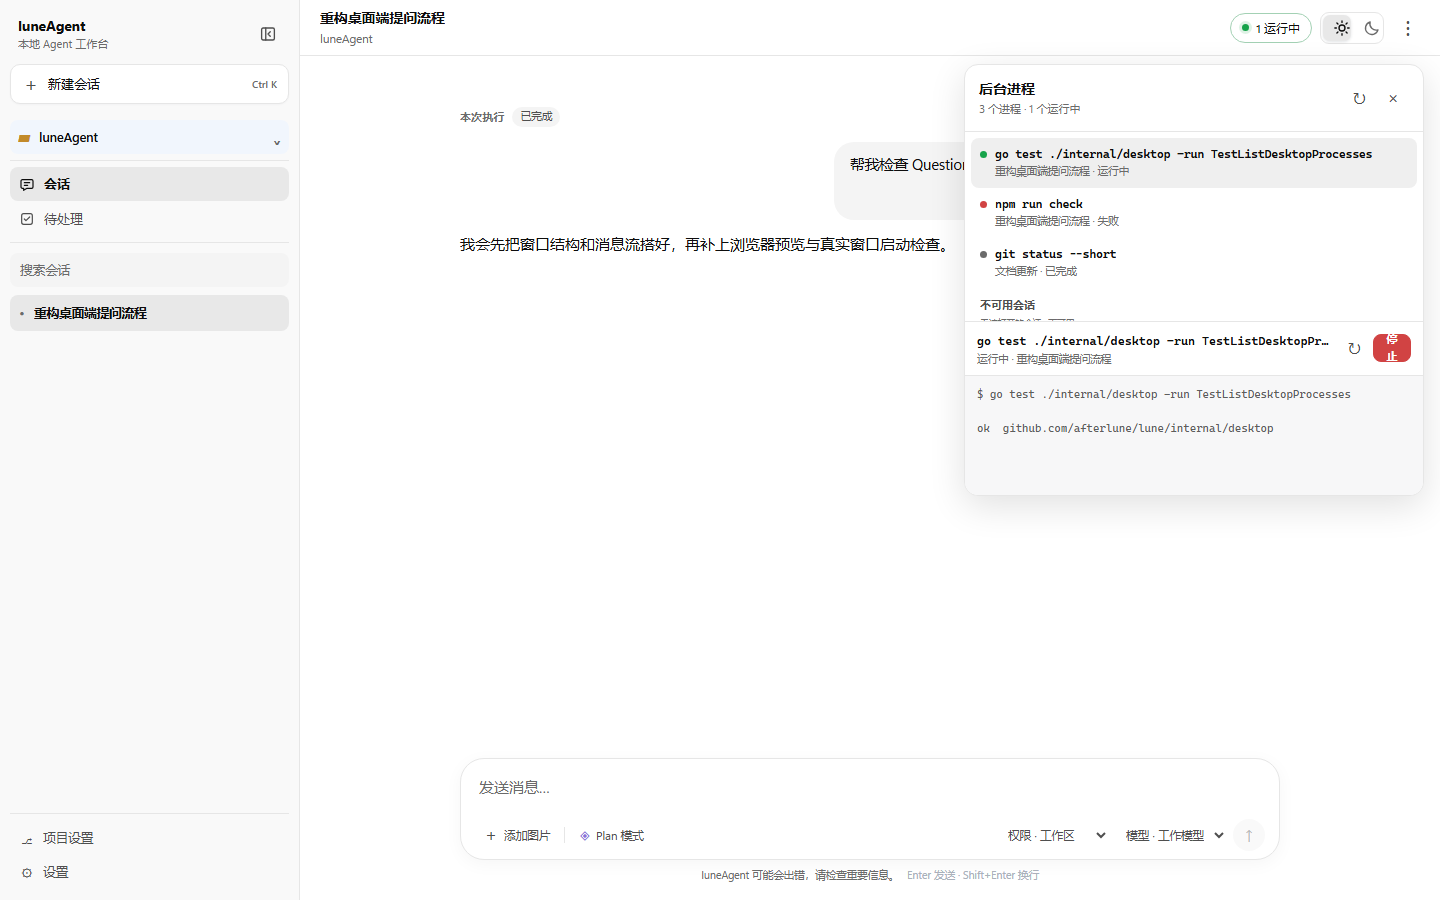 luneAgent
本地 Agent 工作台
+ 新建会话 Ctrl K
luneAgent
会话
待处理
搜索会话
重构桌面端提问流程
项目设置
设置
重构桌面端提问流程
luneAgent
1 运行中
本次执行 已完成
帮我检查 Question
我会先把窗口结构和消息流搭好，再补上浏览器预览与真实窗口启动检查。
后台进程
3 个进程 · 1 个运行中
go test ./internal/desktop -run TestListDesktopProcesses
重构桌面端提问流程 · 运行中
npm run check
重构桌面端提问流程 · 失败
git status --short
文档更新 · 已完成
不可用会话
go test ./internal/desktop -run TestListDesktopPr…
运行中 · 重构桌面端提问流程
停止
$ go test ./internal/desktop -run TestListDesktopProcesses
ok github.com/afterlune/lune/internal/desktop
发送消息...
+ 添加图片 Plan 模式 权限 · 工作区 模型 · 工作模型
luneAgent 可能会出错，请检查重要信息。 Enter 发送 · Shift+Enter 换行